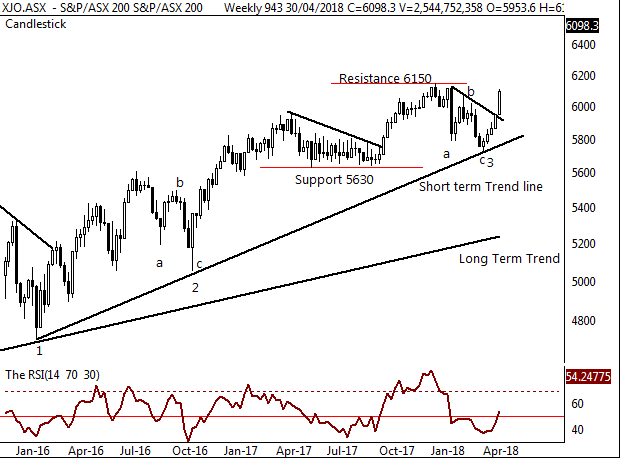 XJO.ASX - S&P/ASX 200 S&P/ASX 200 Weekly 943 30/04/2018 C=6098.3 V=2,544,752,358 O=5953.6
Candlestick
6098.3
6400
6200
Resistance 6150
b
6000
5800
a
c 3
5600
Support 5630
Short term Trend line
b
5400
a
c
5200
Long Term Trend
2
5000
4800
1
The RSI(14 70 30)
54.24775
60
40
Jan-16 Apr-16 Jul-16 Oct-16 Jan-17 Apr-17 Jul-17 Oct-17 Jan-18 Apr-18